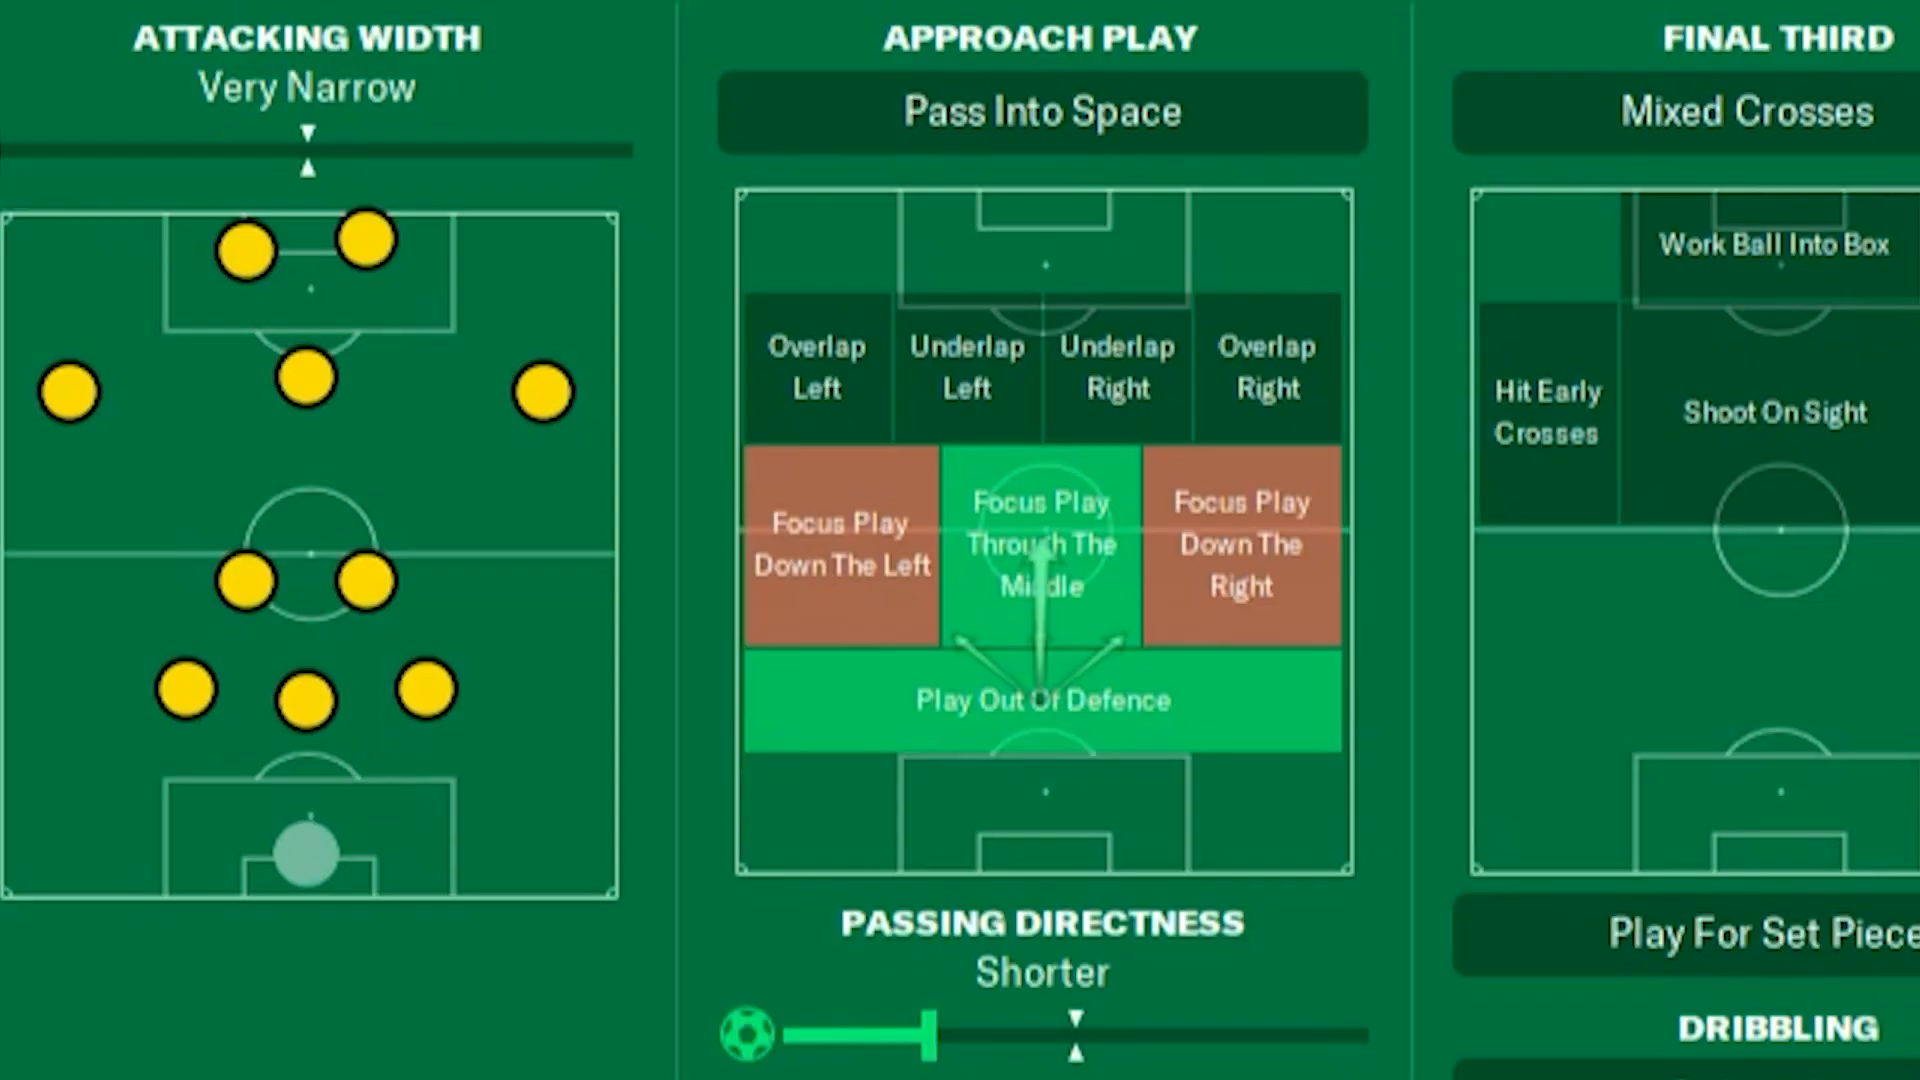 ATTACKING WIDTH
Very Narrow
APPROACH PLAY
Pass Into Space
Overlap
Left
Underlap
Left
Underlap
Right
Overlap
Right
Focus Play
Down The Left
Focus Play
Through The
Middle
Focus Play
Down The
Right
Play Out Of Defence
PASSING DIRECTNESS
Shorter
FINAL THIRD
Mixed Crosses
Work Ball Into Box
Hit Early
Crosses
Shoot On Sight
Play For Set Piece
DRIBBLING